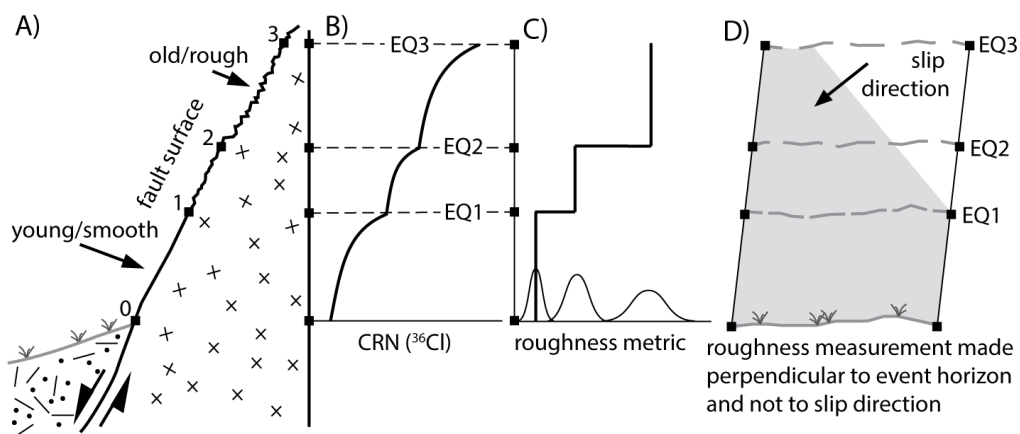 A)
3
old/rough
2
fault surface
1
young/smooth
0
B)
EQ3
EQ2
EQ1
CRN (³⁶Cl)
C)
roughness metric
D)
EQ3
slip
direction
EQ2
EQ1
roughness measurement made
perpendicular to event horizon
and not to slip direction